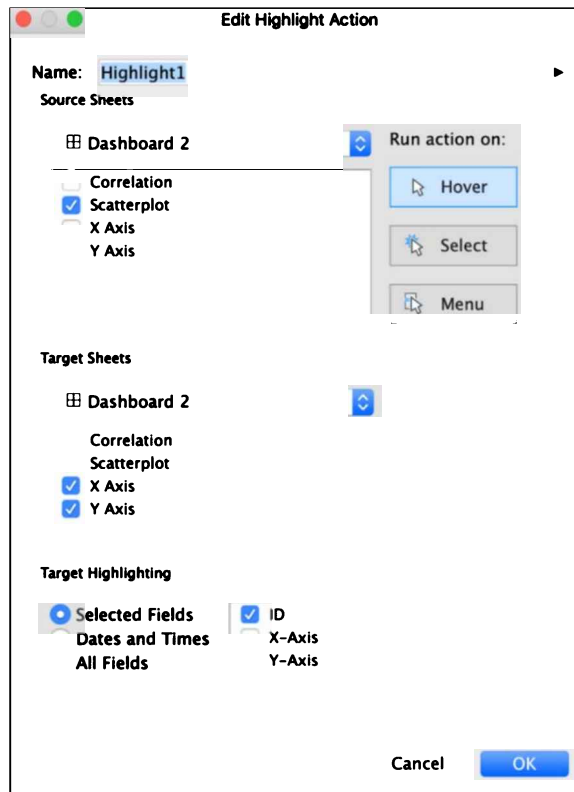 Edit Highlight Action
Name: Highlight1
Source Sheets
Dashboard 2
Run action on:
Correlation
Hover
Scatterplot
X Axis
Y Axis
Select
Menu
Target Sheets
Dashboard 2
Correlation
Scatterplot
X Axis
Y Axis
Target Highlighting
Selected Fields
ID
Dates and Times
X-Axis
All Fields
Y-Axis
Cancel
OK